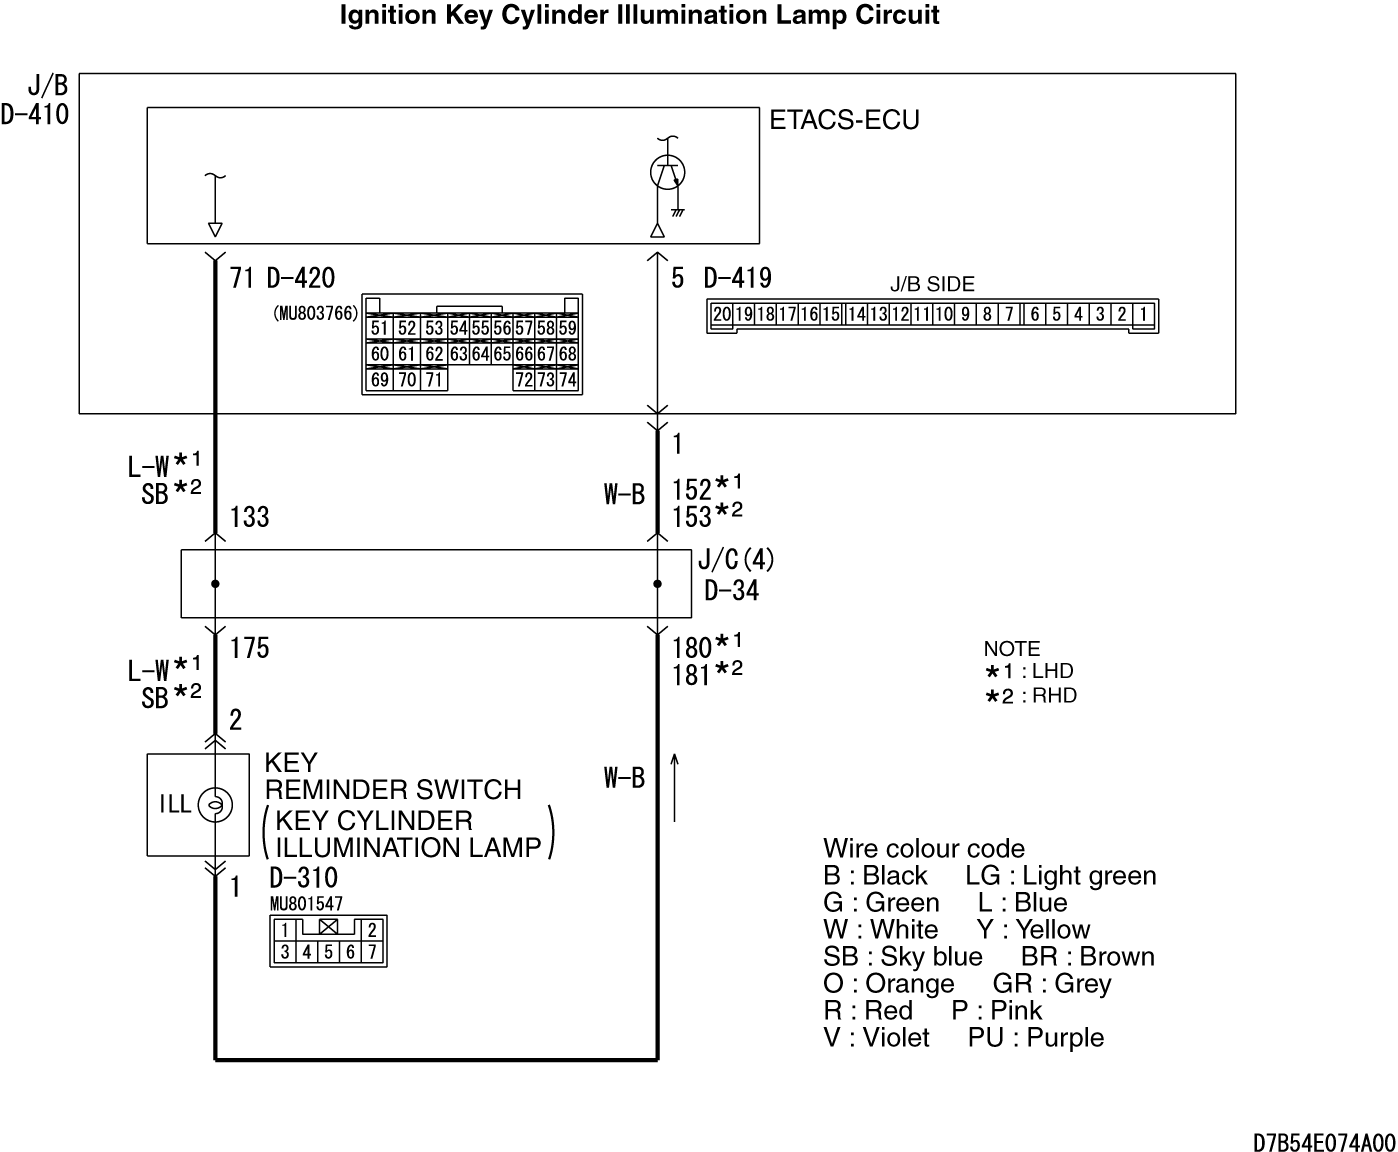 Ignition Key Cylinder Illumination Lamp Circuit
J/B
D-410
ETACS-ECU
71 D-420
(MU803766)
51 52 53 54 55 56 57 58 59
60 61 62 63 64 65 66 67 68
69 70 71 72 73 74
5 D-419
J/B SIDE
20 19 18 17 16 15 14 13 12 11 10 9 8 7 6 5 4 3 2 1
1
L-W*1
SB*2
133
W-B
152*1
153*2
J/C(4)
D-34
175
180*1
181*2
L-W*1
SB*2
2
NOTE
*1 : LHD
*2 : RHD
ILL
KEY
REMINDER SWITCH
(KEY CYLINDER
ILLUMINATION LAMP)
W-B
1
D-310
MU801547
1 2
3 4 5 6 7
Wire colour code
B : Black LG : Light green
G : Green L : Blue
W : White Y : Yellow
SB : Sky blue BR : Brown
O : Orange GR : Grey
R : Red P : Pink
V : Violet PU : Purple
D7B54E074A00